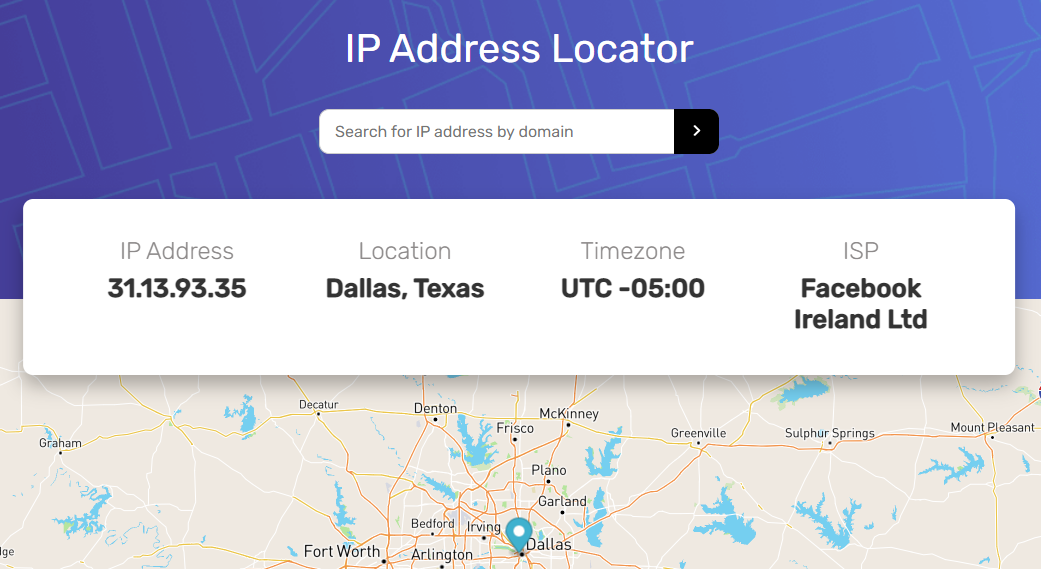 IP Address Locator
Search for IP address by domain
IP Address
31.13.93.35
Location
Dallas, Texas
Timezone
UTC -05:00
ISP
Facebook
Ireland Ltd
Decatur
Denton
McKinney
Frisco
Graham
Greenville
Sulphur Springs
Mount Pleasant
Plano
Garland
Bedford
Irving
Dallas
Fort Worth
Arlington
dge